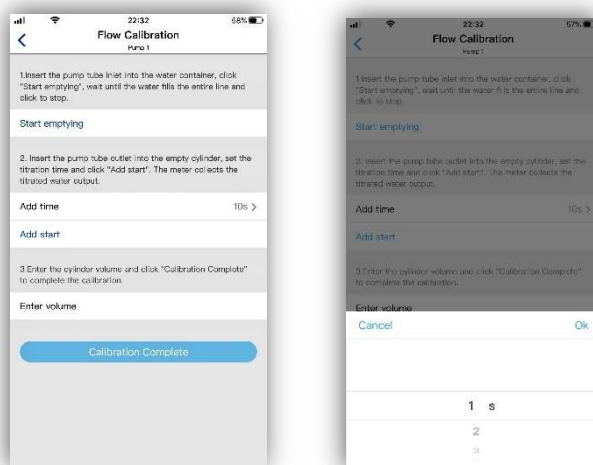 22:32
58%
Flow Calibration
Pump 1
1.Insert the pump tube inlet into the water container, click
"Start emptying", wait until the water fills the entire line and
click to stop.
Start emptying
2. Insert the pump tube outlet into the empty cylinder, set the
titration time and click "Add start". The meter collects the
titrated water output.
Add time
10s >
Add start
3.Enter the cylinder volume and click "Calibration Complete"
to complete the calibration.
Enter volume
Calibration Complete
22:32
57%
Flow Calibration
Pump 1
1.Insert the pump tube inlet into the water container, click
"Start emptying", wait until the water fills the entire line and
click to stop.
Start emptying
2. Insert the pump tube outlet into the empty cylinder, set the
titration time and click "Add start". The meter collects the
titrated water output.
Add time
10s >
Add start
3.Enter the cylinder volume and click "Calibration Complete"
to complete the calibration.
Enter volume
Cancel
Ok
1 s
2
3